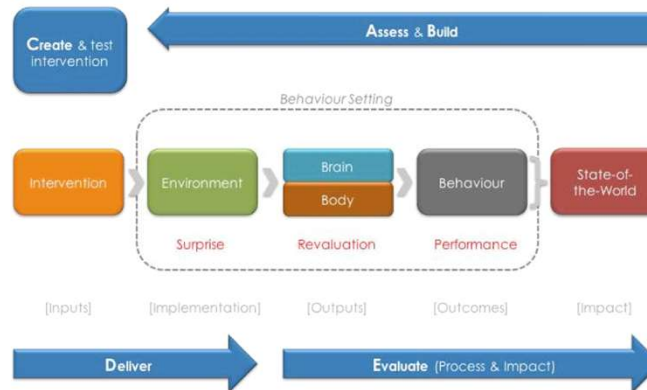 Create & test
intervention
Assess & Build
Behaviour Setting
Intervention
Environment
Brain
Body
Behaviour
State-of-
the-World
Surprise
Revaluation
Performance
[Inputs]
[Implementation]
[Outputs]
[Outcomes]
[Impact]
Deliver
Evaluate (Process & Impact)